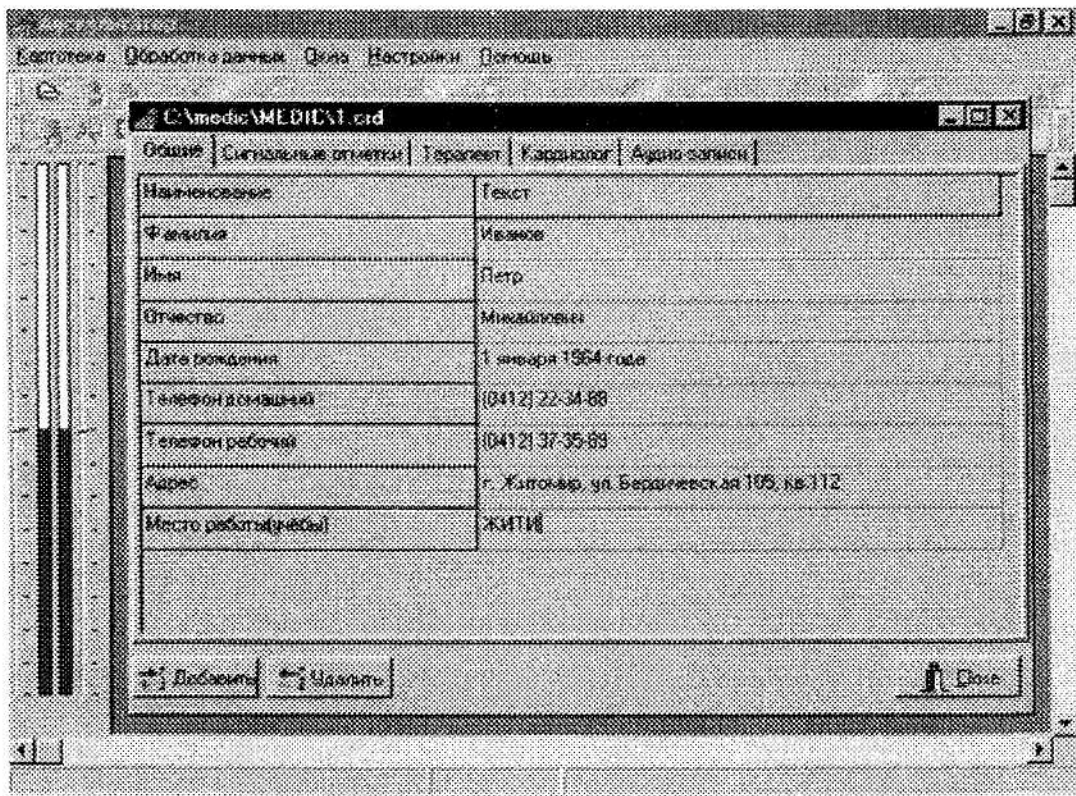 Картотека Обработка данных Окна Настройки Помощь
C:\medic\MEDIC\1.crd
Общие Сигнальные отметки Терапевт Кардиолог Аудио записи
Наименование Текст
Фамилия Иванов
Имя Петр
Отчество Михайлович
Дата рождения 1 января 1964 года
Телефон домашний (0412) 22-34-88
Телефон рабочий (0412) 37-35-89
Адрес г. Житомир, ул. Бердичевская 105, кв.112
Место работы(учёбы) ЖИТИ
Добавить Удалить Close